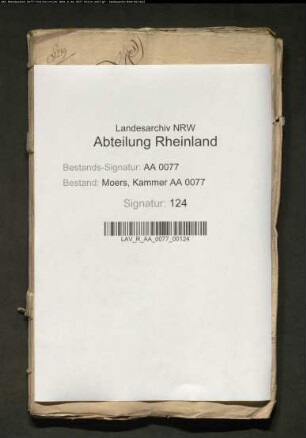 Landesarchiv NRW
Abteilung Rheinland
Bestands-Signatur: AA 0077
Bestand: Moers, Kammer AA 0077
Signatur: 124
LAV_R_AA_0077_00124